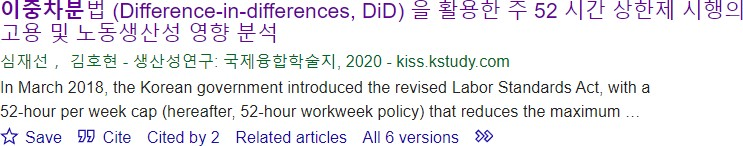 이중차분법 (Difference-in-differences, DiD) 을 활용한 주 52 시간 상한제 시행의
고용 및 노동생산성 영향 분석
심재선 , 김호현 - 생산성연구: 국제융합학술지, 2020 - kiss.kstudy.com
In March 2018, the Korean government introduced the revised Labor Standards Act, with a
52-hour per week cap (hereafter, 52-hour workweek policy) that reduces the maximum …
Save Cite Cited by 2 Related articles All 6 versions